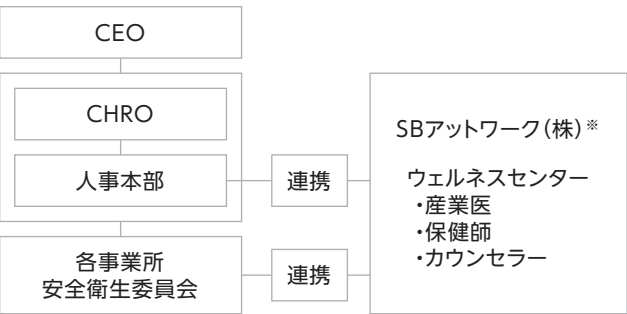 CEO
CHRO
人事本部
連携
各事業所
安全衛生委員会
連携
SBアットワーク（株）※
ウェルネスセンター
・産業医
・保健師
・カウンセラー